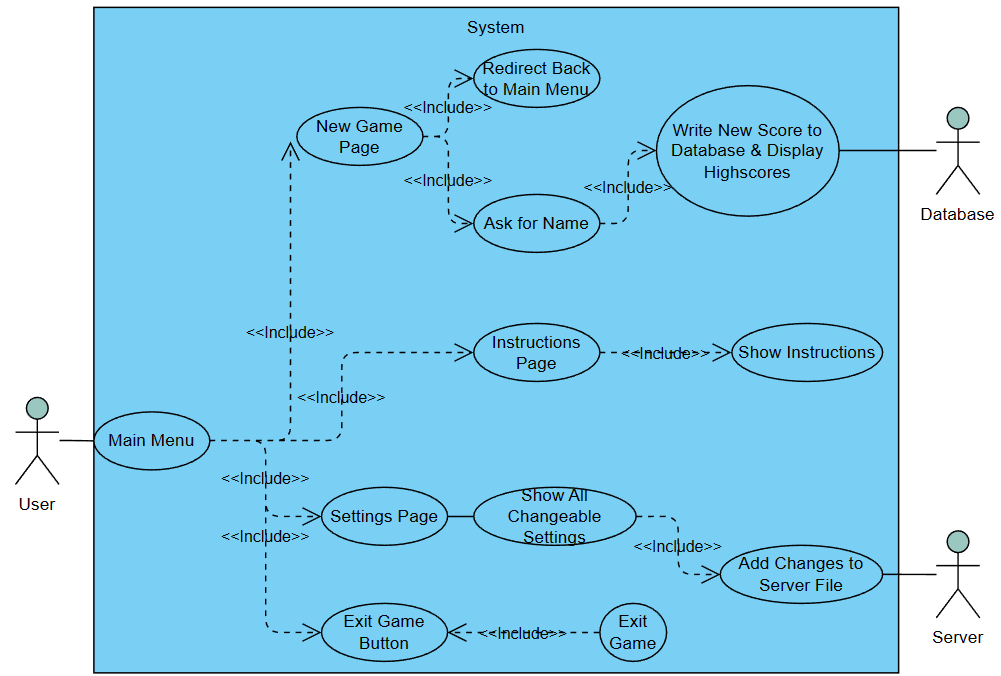 System
Redirect Back
to Main Menu
<<Include>>
New Game
Page
Write New Score to
Database & Display
Highscores
<<Include>>
<<Include>>
Ask for Name
Database
<<Include>>
Instructions
Page
<<Include>>
Show Instructions
<<Include>>
Main Menu
User
<<Include>>
Settings Page
Show All
Changeable
Settings
<<Include>>
<<Include>>
Add Changes to
Server File
Server
Exit Game
Button
<<Include>>
Exit
Game